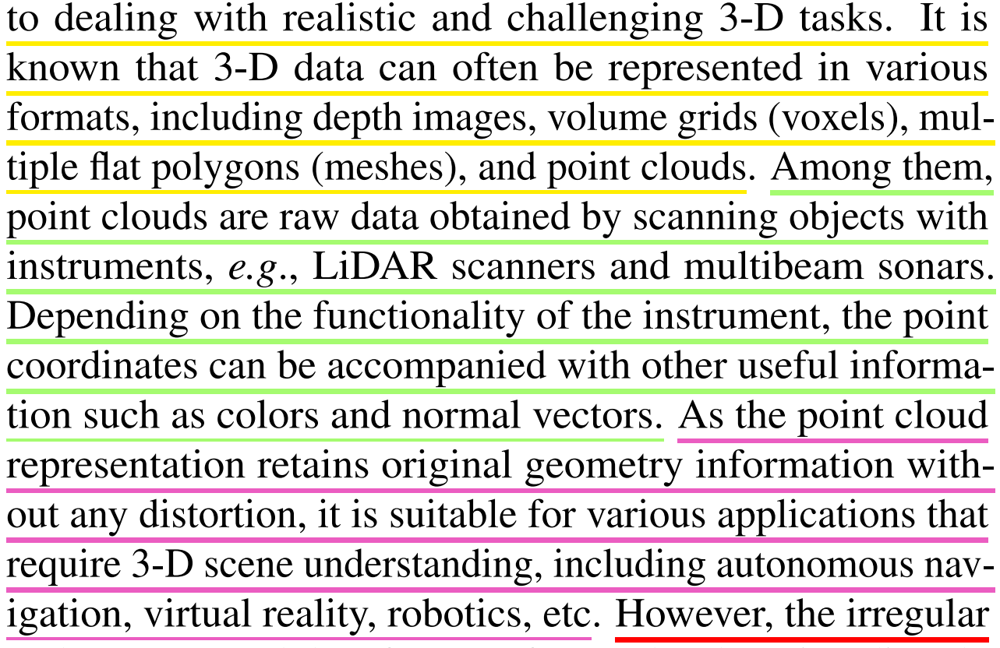 to dealing with realistic and challenging 3-D tasks. It is
known that 3-D data can often be represented in various
formats, including depth images, volume grids (voxels), mul-
tiple flat polygons (meshes), and point clouds. Among them,
point clouds are raw data obtained by scanning objects with
instruments, e.g., LiDAR scanners and multibeam sonars.
Depending on the functionality of the instrument, the point
coordinates can be accompanied with other useful informa-
tion such as colors and normal vectors. As the point cloud
representation retains original geometry information with-
out any distortion, it is suitable for various applications that
require 3-D scene understanding, including autonomous nav-
igation, virtual reality, robotics, etc. However, the irregular